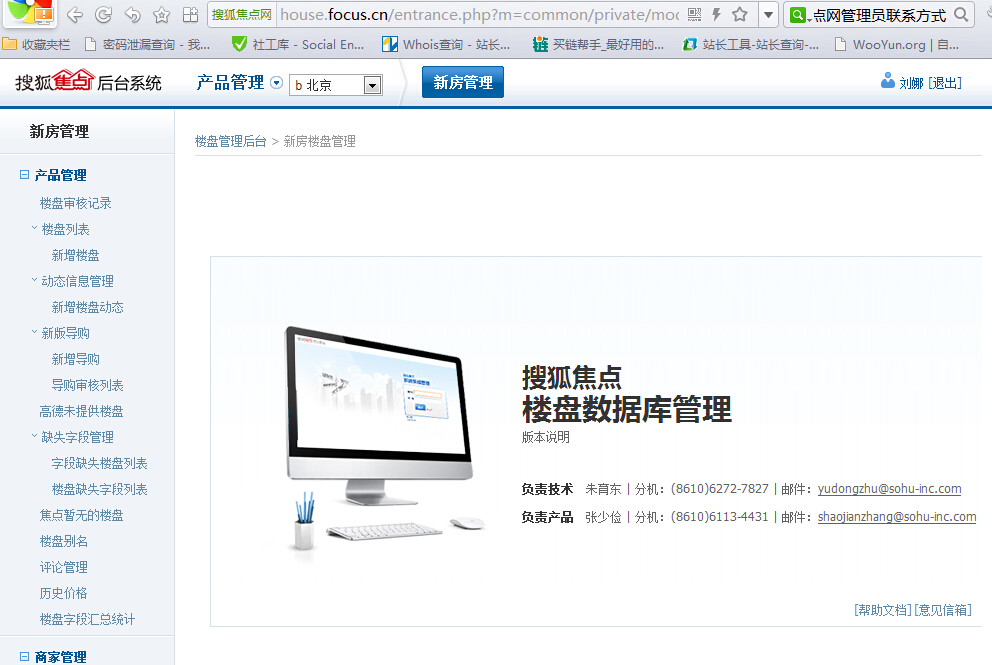 搜狐焦点网 house.focus.cn/entrance.php?m=common/private/mod 点网管理员联系方式
收藏夹栏 密码泄漏查询 - 我... 社工库 - Social En... Whois查询 - 站长... 买链帮手_最好用的... 站长工具-站长查询-... WooYun.org | 自...
搜狐焦点后台系统 产品管理 b 北京 新房管理 刘娜 [退出]
新房管理
楼盘管理后台 > 新房楼盘管理
产品管理
楼盘审核记录
楼盘列表
新增楼盘
动态信息管理
新增楼盘动态
新版导购
新增导购
导购审核列表
高德未提供楼盘
缺失字段管理
字段缺失楼盘列表
楼盘缺失字段列表
焦点暂无的楼盘
楼盘别名
评论管理
历史价格
楼盘字段汇总统计
商家管理
搜狐焦点
楼盘数据库管理
版本说明
负责技术 朱育东 | 分机：(8610)6272-7827 | 邮件：yudongzhu@sohu-inc.com
负责产品 张少俭 | 分机：(8610)6113-4431 | 邮件：shaojianzhang@sohu-inc.com
[帮助文档] [意见信箱]